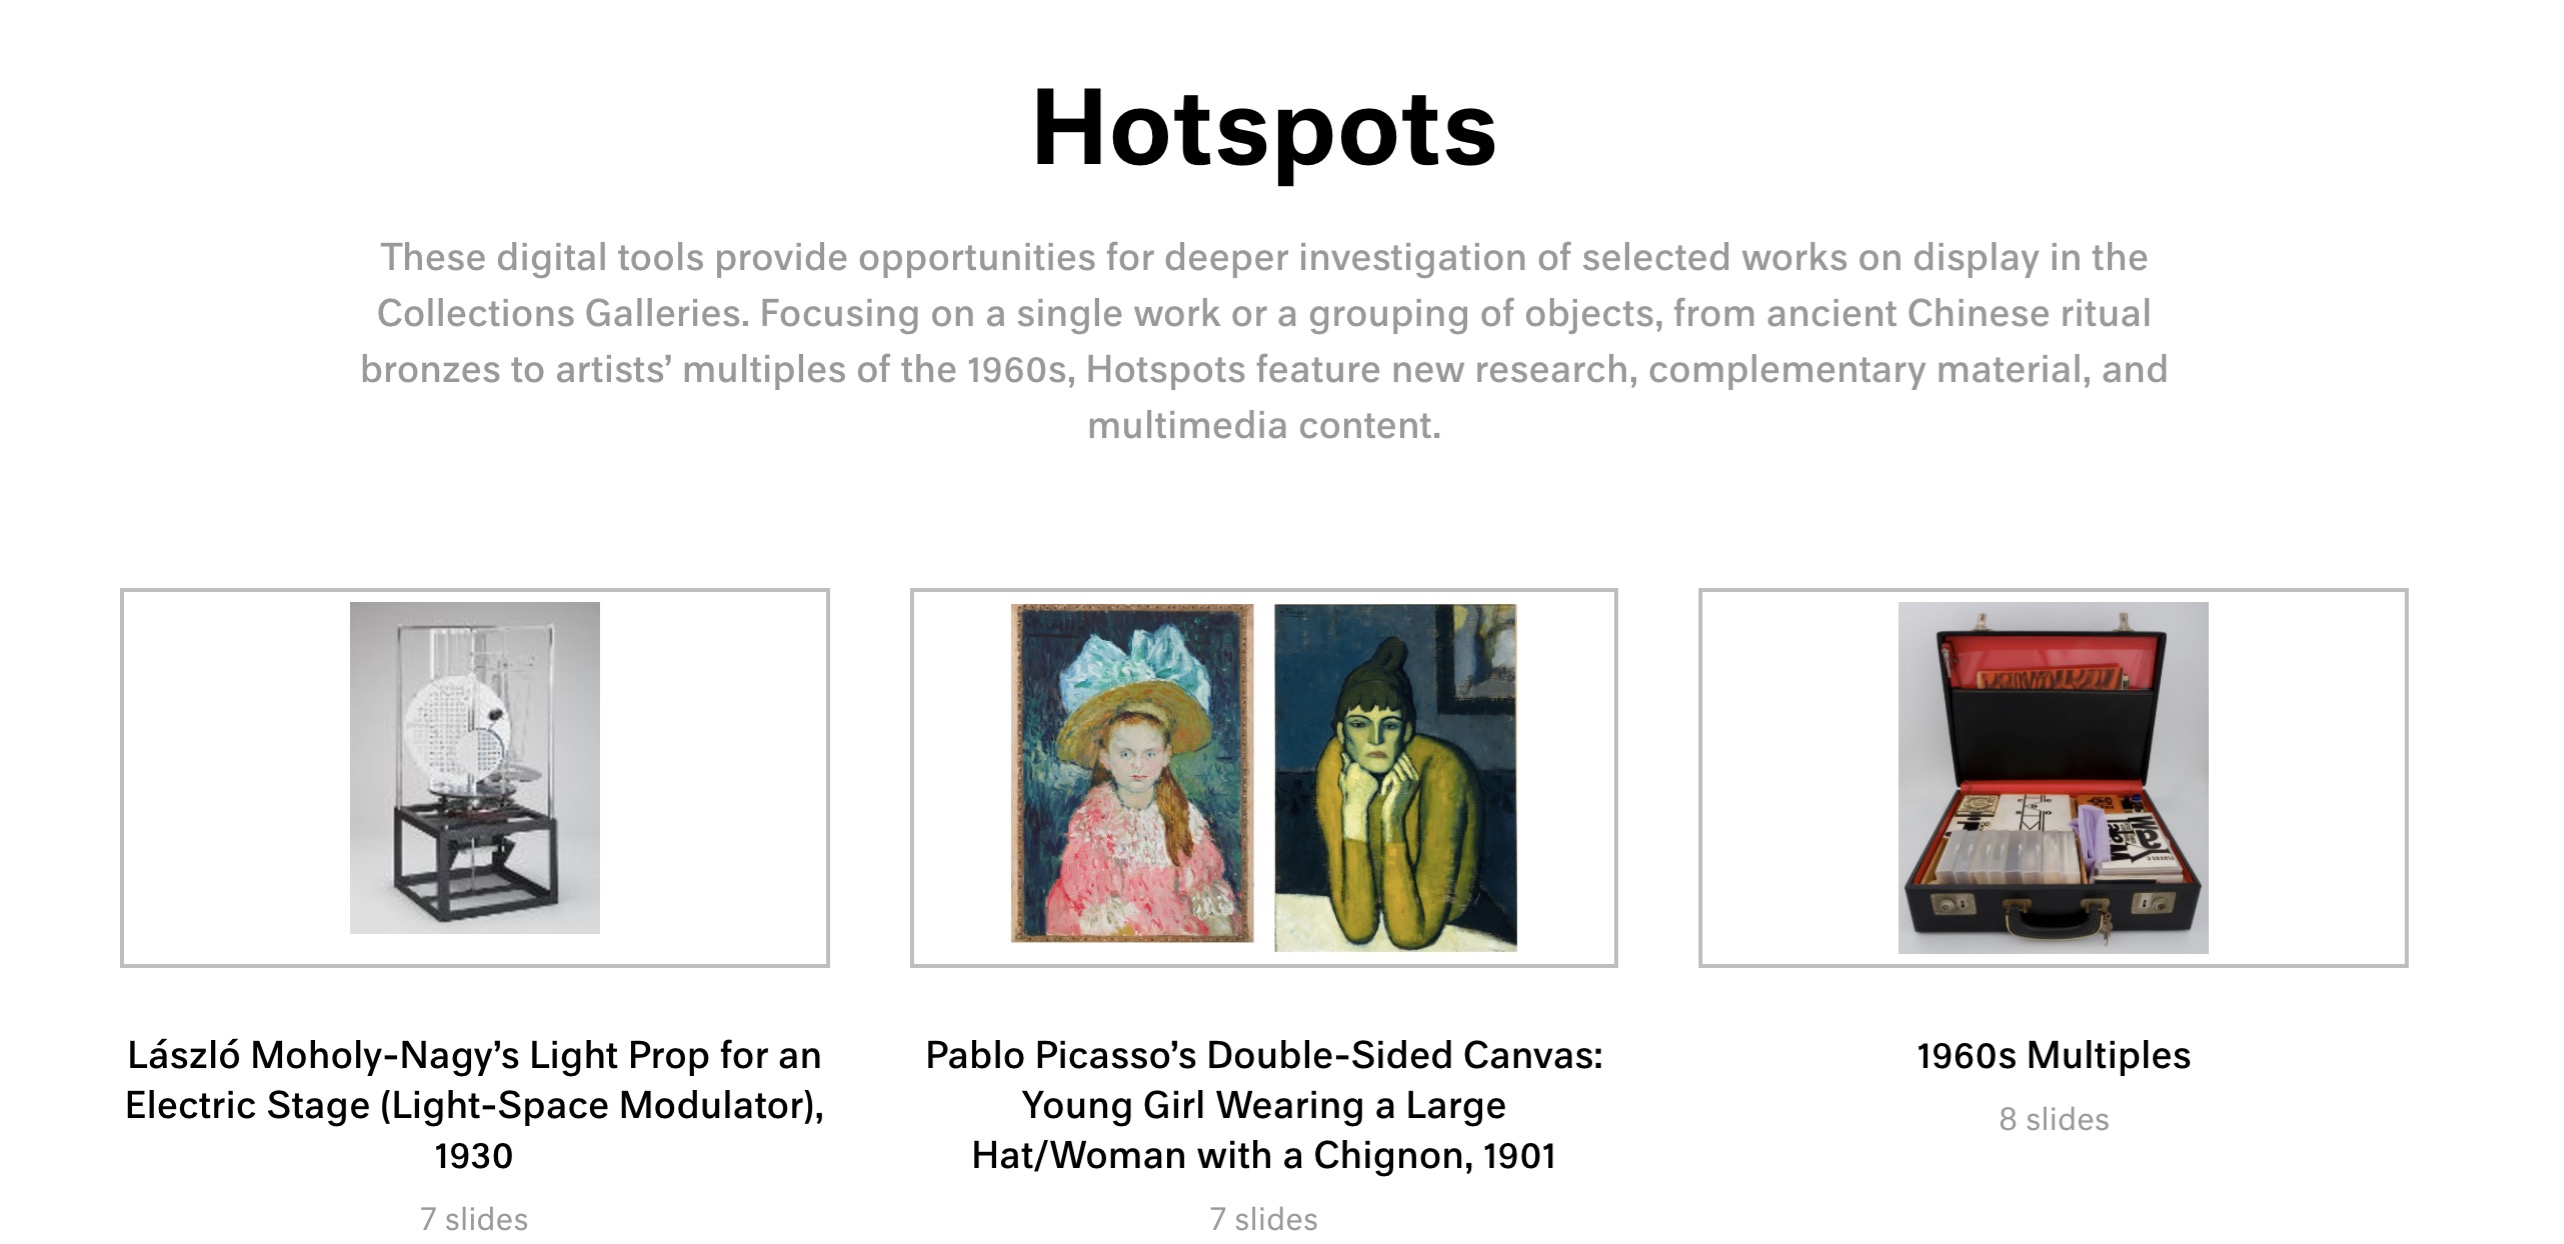 Hotspots
These digital tools provide opportunities for deeper investigation of selected works on display in the
Collections Galleries. Focusing on a single work or a grouping of objects, from ancient Chinese ritual
bronzes to artists’ multiples of the 1960s, Hotspots feature new research, complementary material, and
multimedia content.
László Moholy-Nagy’s Light Prop for an
Electric Stage (Light-Space Modulator),
1930
7 slides
Pablo Picasso’s Double-Sided Canvas:
Young Girl Wearing a Large
Hat/Woman with a Chignon, 1901
7 slides
1960s Multiples
8 slides